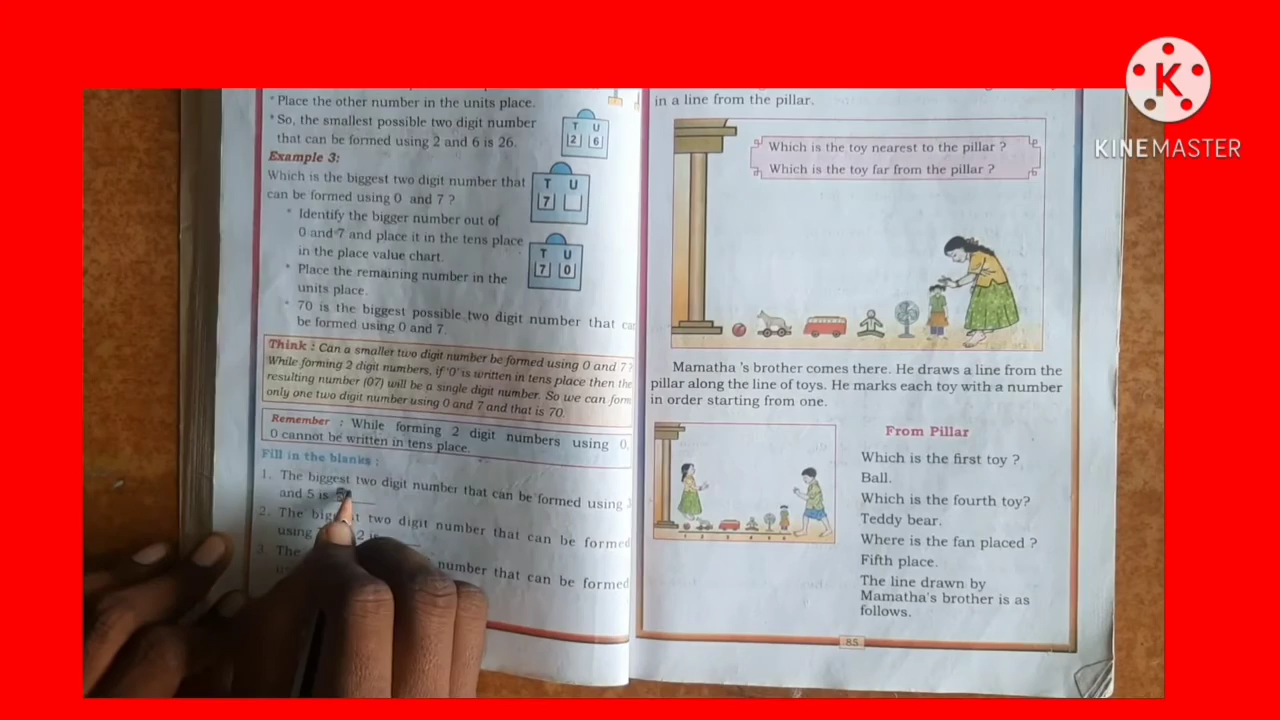 * Place the other number in the units place.
* So, the smallest possible two digit number
that can be formed using 2 and 6 is 26.
T U
2 6
Example 3:
Which is the biggest two digit number that
can be formed using 0 and 7 ?
T U
7
* Identify the bigger number out of
0 and 7 and place it in the tens place
in the place value chart.
T U
7 0
* Place the remaining number in the
units place.
* 70 is the biggest possible two digit number that
be formed using 0 and 7.
Think : Can a smaller two digit number be formed using 0 and 7?
While forming 2 digit numbers, if '0' is written in tens place then the
resulting number (07) will be a single digit number. So we can form
only one two digit number using 0 and 7 and that is 70.
Remember : While forming 2 digit numbers using 0,
0 cannot be written in tens place.
Fill in the blanks :
1. The biggest two digit number that can be formed using
and 5 is
2. The two digit number that can be formed
using 2 is
3. The number that can be formed
in a line from the pillar.
Which is the toy nearest to the pillar ?
Which is the toy far from the pillar ?
Mamatha 's brother comes there. He draws a line from the
pillar along the line of toys. He marks each toy with a number
in order starting from one.
1 2 3 4 5 6
From Pillar
Which is the first toy ?
Ball.
Which is the fourth toy?
Teddy bear.
Where is the fan placed ?
Fifth place.
The line drawn by
Mamatha's brother is as
follows.
85
K
KINEMASTER